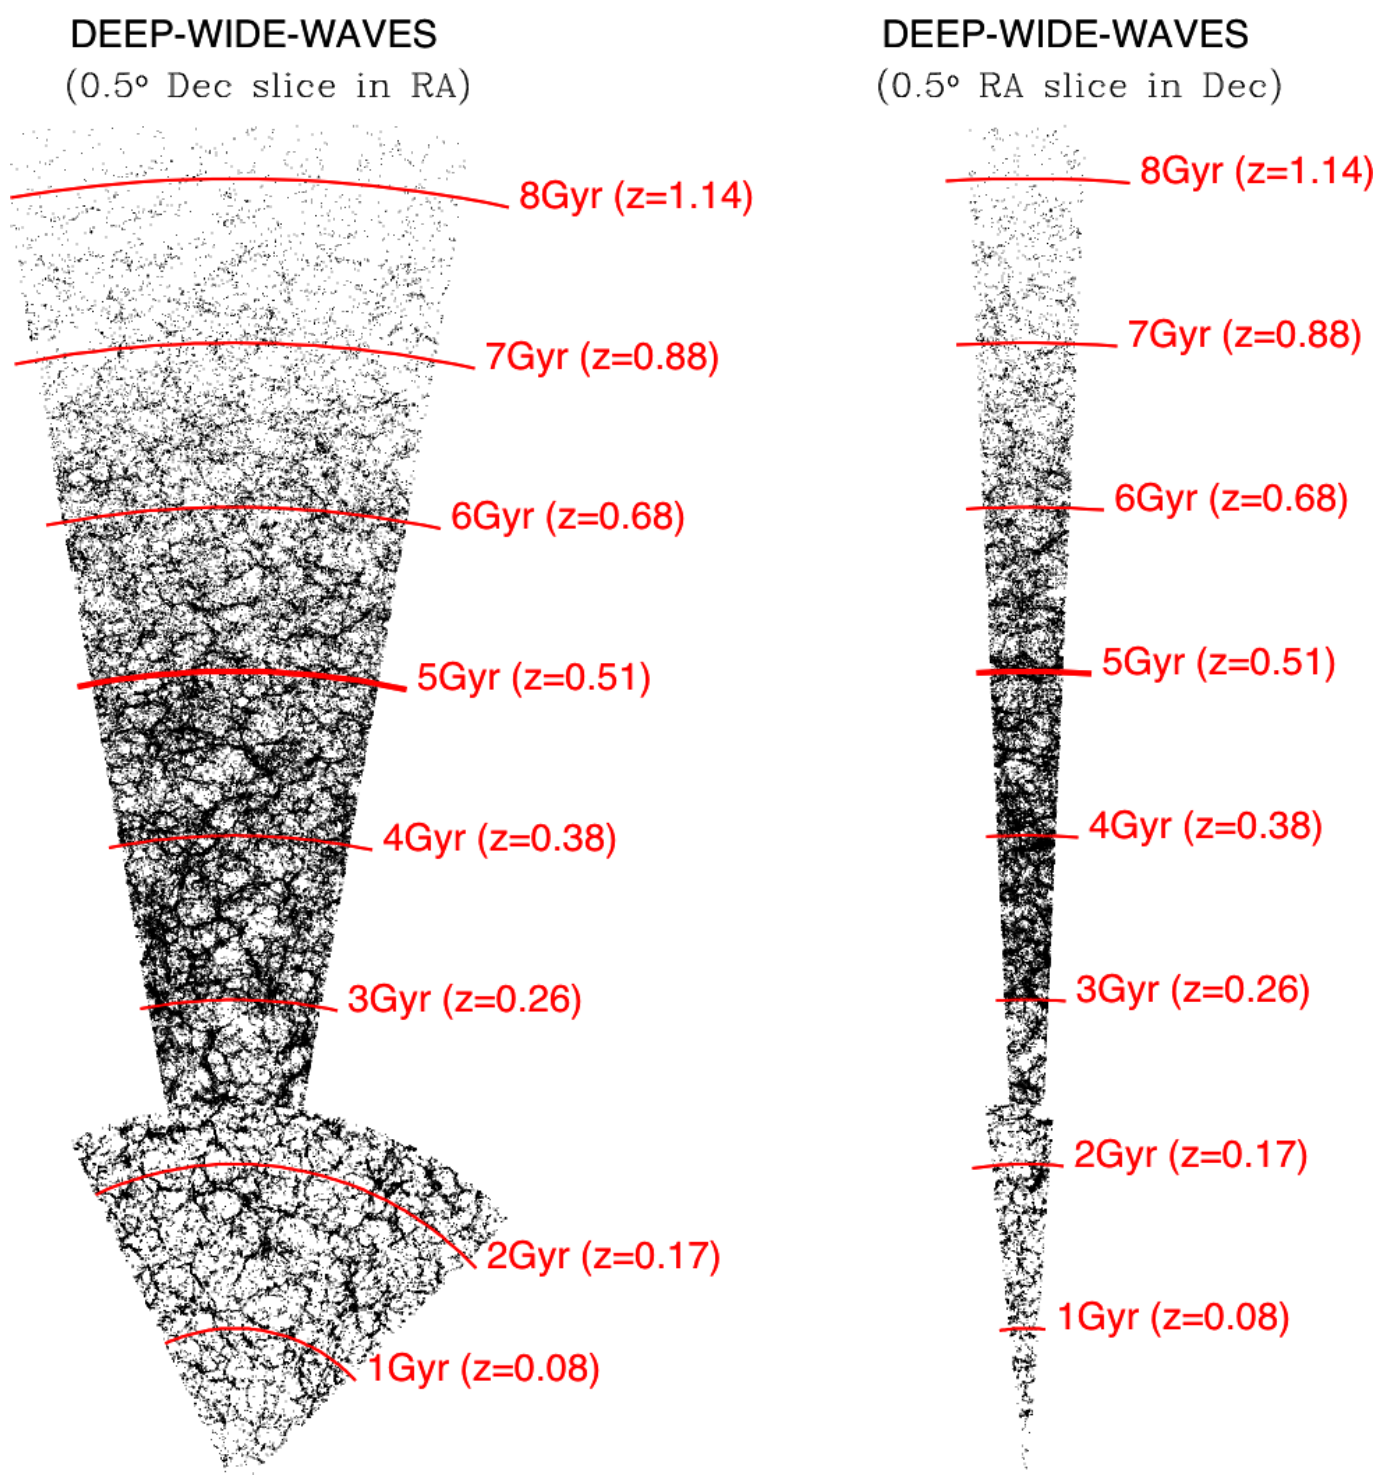 DEEP-WIDE-WAVES
(0.5° Dec slice in RA)
8Gyr (z=1.14)
7Gyr (z=0.88)
6Gyr (z=0.68)
5Gyr (z=0.51)
4Gyr (z=0.38)
3Gyr (z=0.26)
2Gyr (z=0.17)
1Gyr (z=0.08)
DEEP-WIDE-WAVES
(0.5° RA slice in Dec)
8Gyr (z=1.14)
7Gyr (z=0.88)
6Gyr (z=0.68)
5Gyr (z=0.51)
4Gyr (z=0.38)
3Gyr (z=0.26)
2Gyr (z=0.17)
1Gyr (z=0.08)